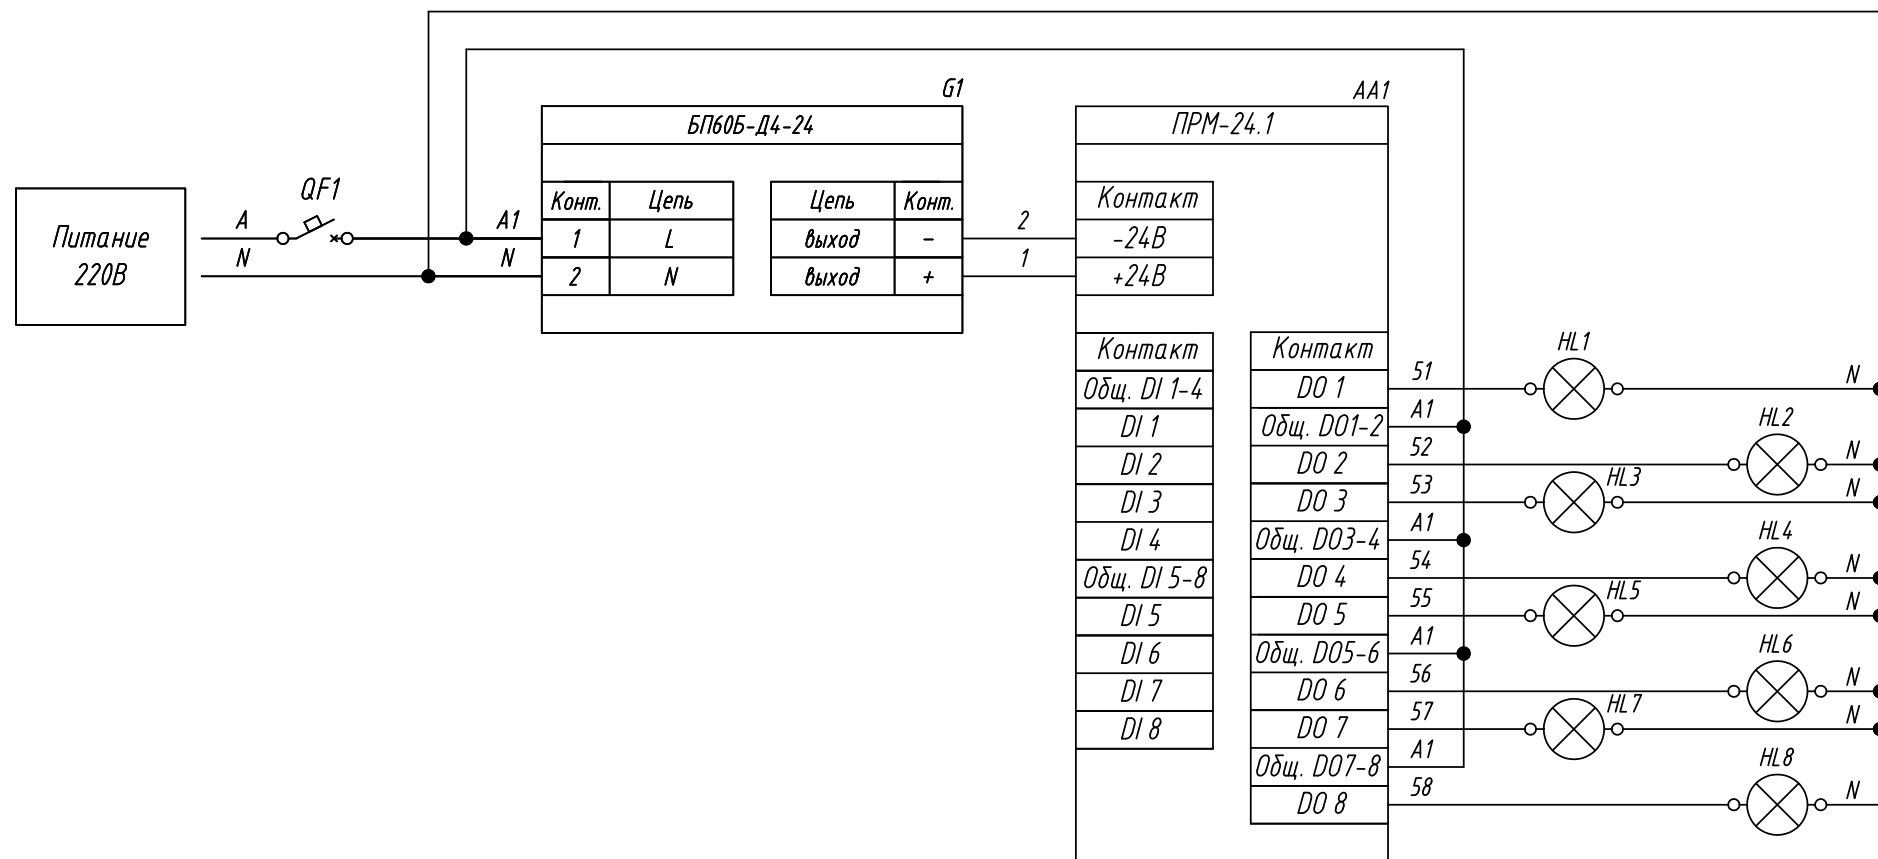 G1
AA1
БП60Б-Д4-24
ПРМ-24.1
QF1
Питание
220В
A
N
A1
N
Конт. Цепь
1 L
2 N
Цепь Конт.
выход -
выход +
2
1
Контакт
-24В
+24В
Контакт
Общ. DI 1-4
DI 1
DI 2
DI 3
DI 4
Общ. DI 5-8
DI 5
DI 6
DI 7
DI 8
Контакт
DO 1
Общ. DO1-2
DO 2
DO 3
Общ. DO3-4
DO 4
DO 5
Общ. DO5-6
DO 6
DO 7
Общ. DO7-8
DO 8
51
A1
52
53
A1
54
55
A1
56
57
A1
58
HL1
N
HL2
N
HL3
N
HL4
N
HL5
N
HL6
N
HL7
N
HL8
N